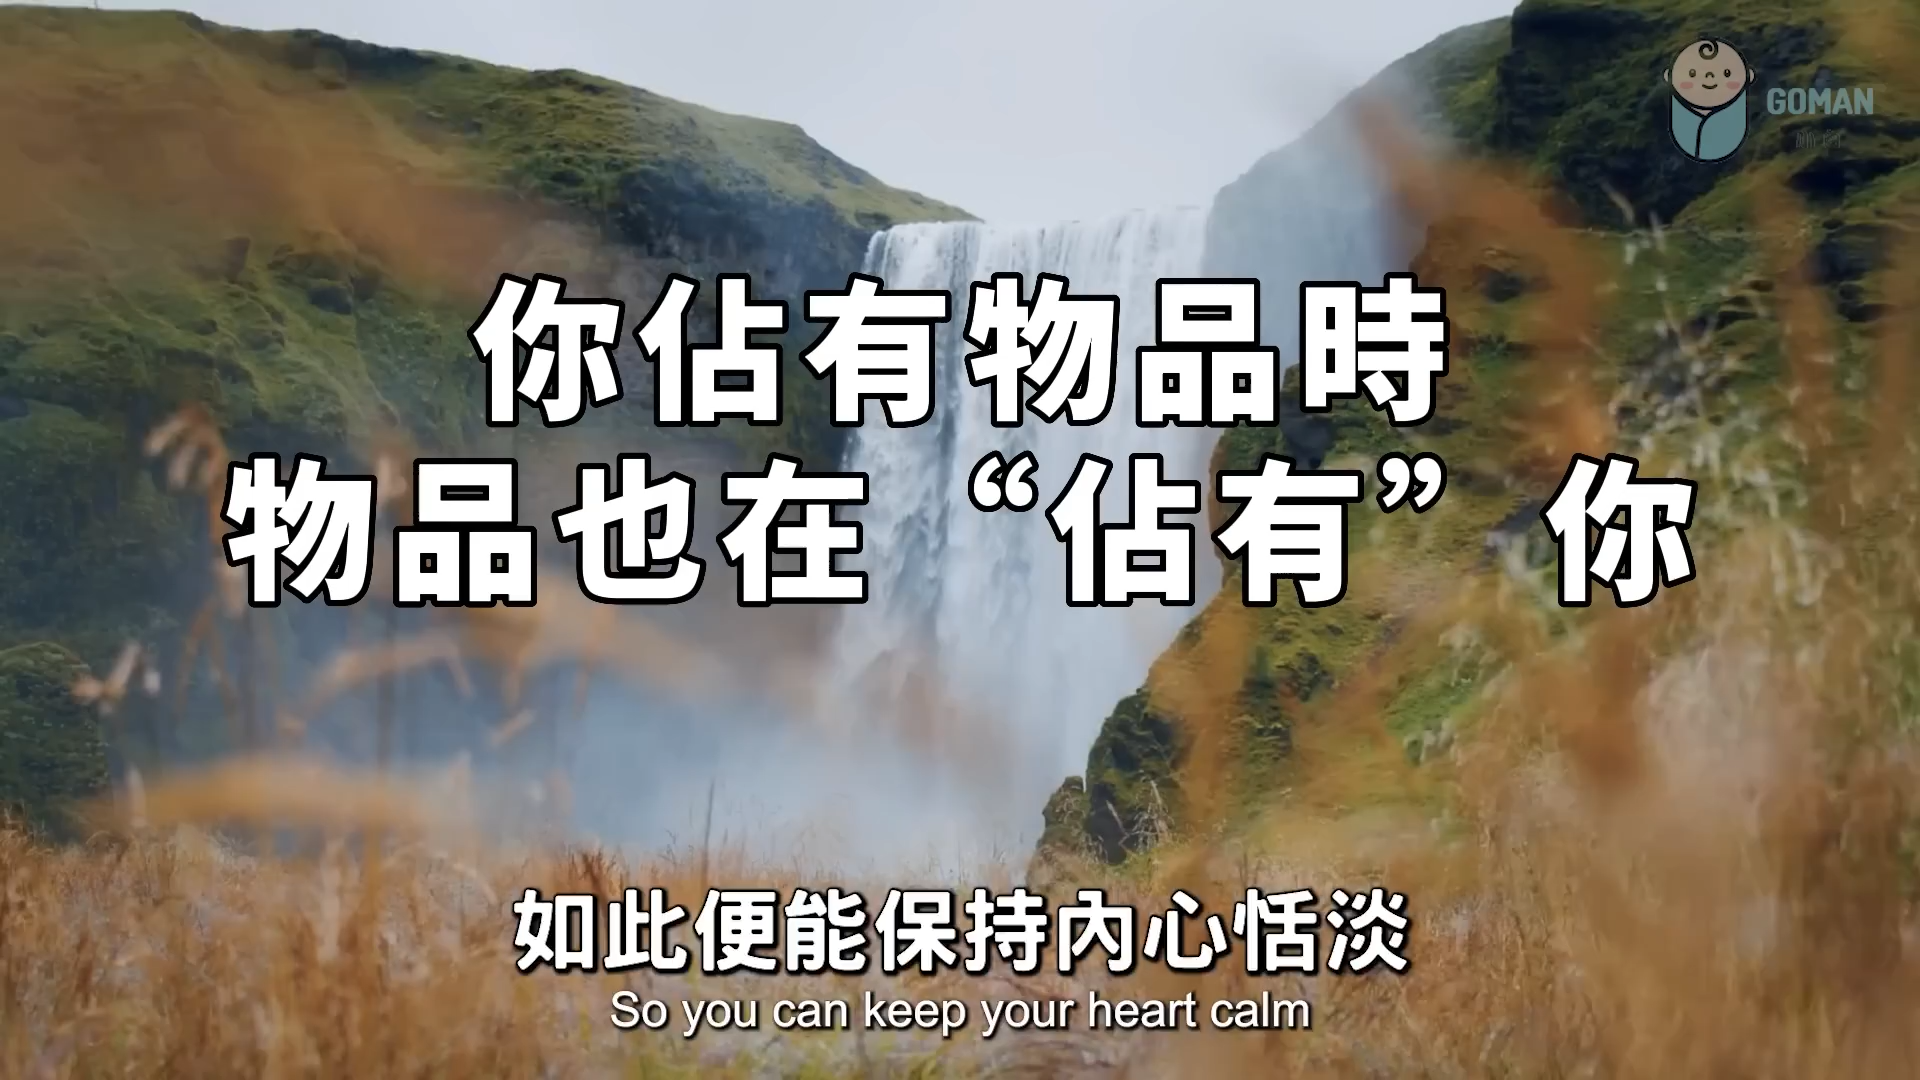 GOMAN
你佔有物品時
物品也在“佔有”你
如此便能保持內心恬淡
So you can keep your heart calm